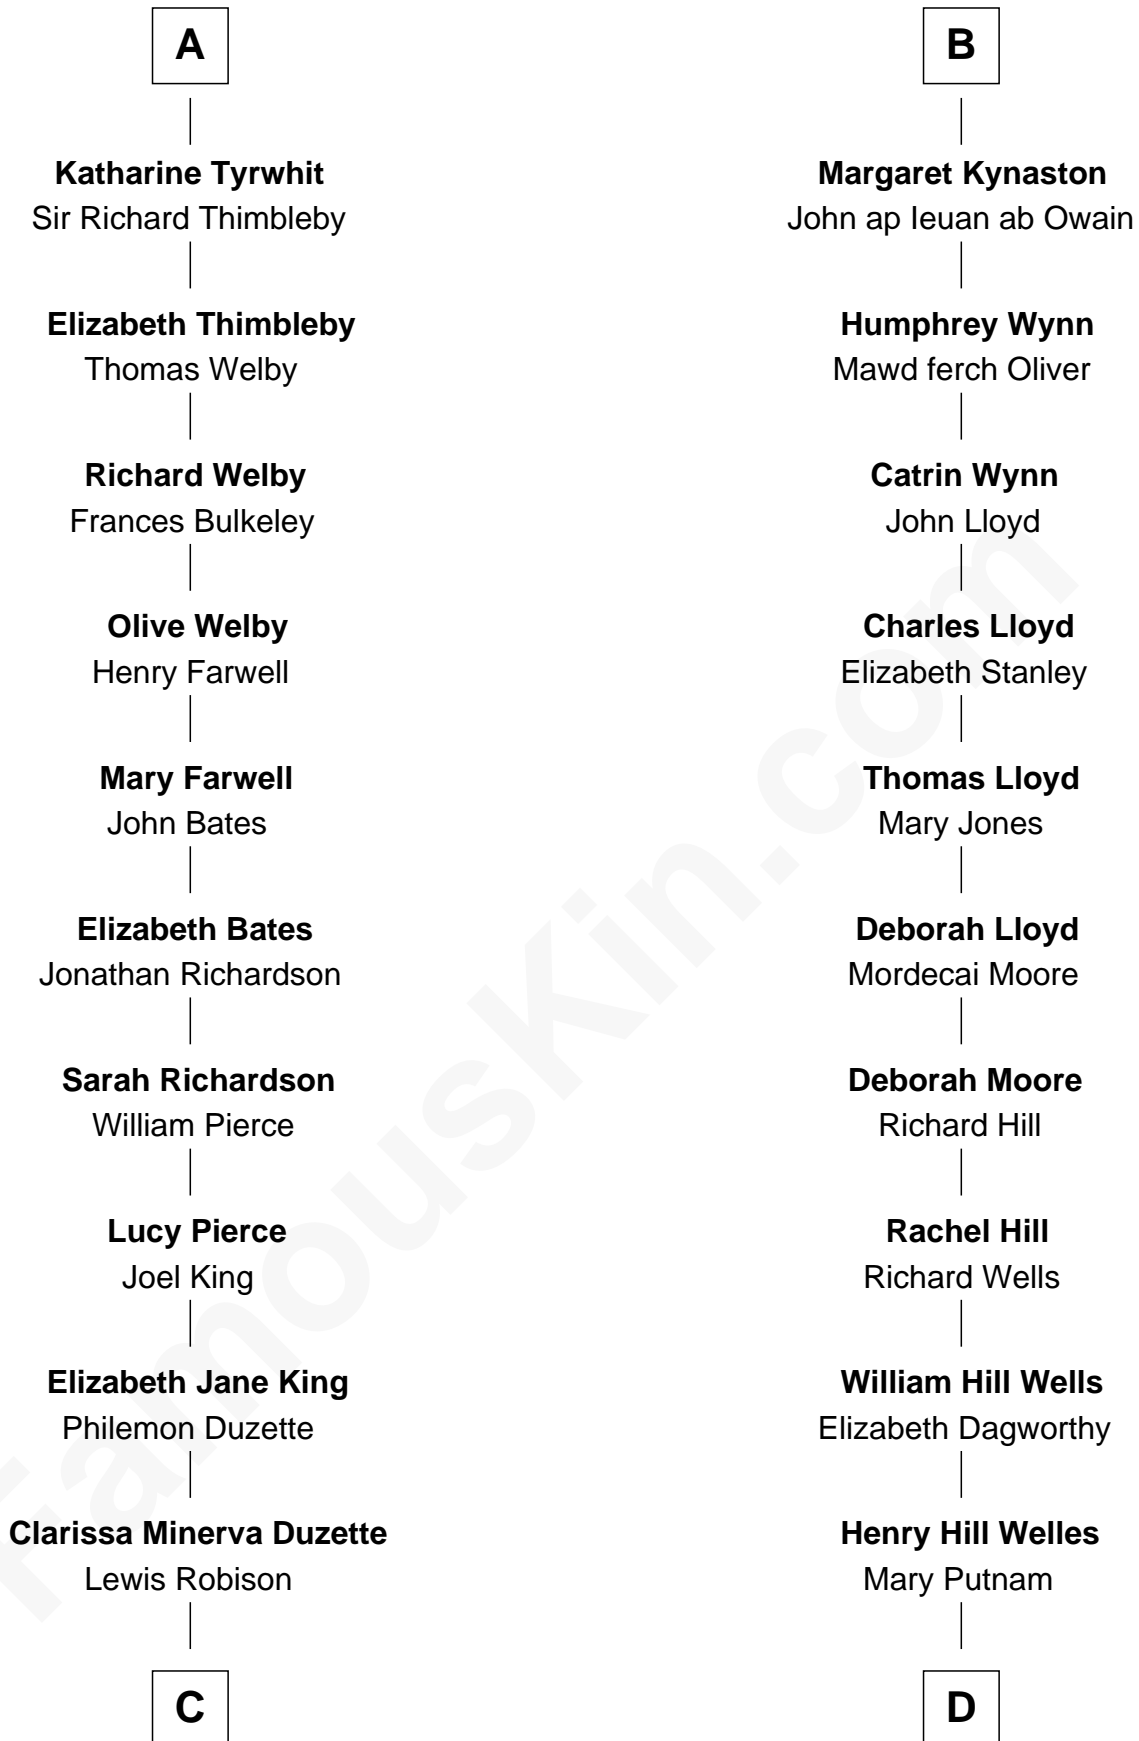 A
Katharine Tyrwhit
Sir Richard Thimbleby
Elizabeth Thimbleby
Thomas Welby
Richard Welby
Frances Bulkeley
Olive Welby
Henry Farwell
Mary Farwell
John Bates
Elizabeth Bates
Jonathan Richardson
Sarah Richardson
William Pierce
Lucy Pierce
Joel King
Elizabeth Jane King
Philemon Duzette
Clarissa Minerva Duzette
Lewis Robison
C
B
Margaret Kynaston
John ap Ieuan ab Owain
Humphrey Wynn
Mawd ferch Oliver
Catrin Wynn
John Lloyd
Charles Lloyd
Elizabeth Stanley
Thomas Lloyd
Mary Jones
Deborah Lloyd
Mordecai Moore
Deborah Moore
Richard Hill
Rachel Hill
Richard Wells
William Hill Wells
Elizabeth Dagworthy
Henry Hill Welles
Mary Putnam
D
FamousKin.com